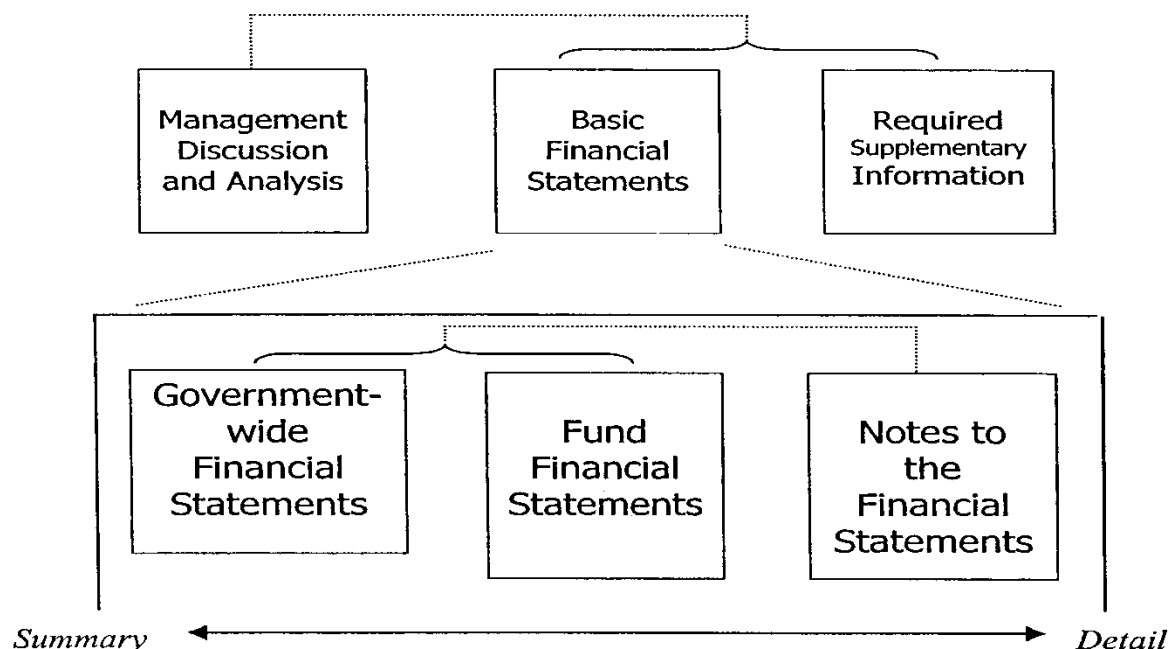 Management
Discussion
and Analysis
Basic
Financial
Statements
Required
Supplementary
Information
Government-
wide
Financial
Statements
Fund
Financial
Statements
Notes to
the
Financial
Statements
Summary
Detail